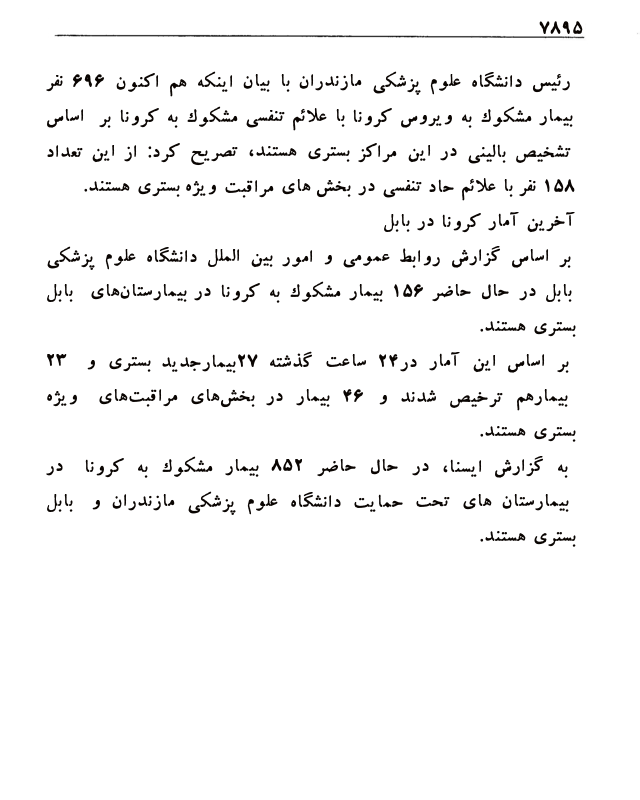 ۷۸۹۵
رئیس دانشگاه علوم پزشکی مازندران با بیان اینکه هم اکنون ۶۹۶ نفر
بیمار مشکوك به ویروس کرونا با علائم تنفسی مشکوك به کرونا بر اساس
تشخیص بالینی در این مراکز بستری هستند، تصریح کرد: از این تعداد
۱۵۸ نفر با علائم حاد تنفسی در بخش های مراقبت ویژه بستری هستند.
آخرین آمار کرونا در بابل
بر اساس گزارش روابط عمومی و امور بین الملل دانشگاه علوم پزشکی
بابل در حال حاضر ۱۵۶ بیمار مشکوك به کرونا در بیمارستان‌های بابل
بستری هستند.
بر اساس این آمار در۲۴ ساعت گذشته ۲۷بیمارجدید بستری و ۲۳
بیمارهم ترخیص شدند و ۴۶ بیمار در بخش‌های مراقبت‌های ویژه
بستری هستند.
به گزارش ایسنا، در حال حاضر ۸۵۲ بیمار مشکوك به کرونا در
بیمارستان های تحت حمایت دانشگاه علوم پزشکی مازندران و بابل
بستری هستند.